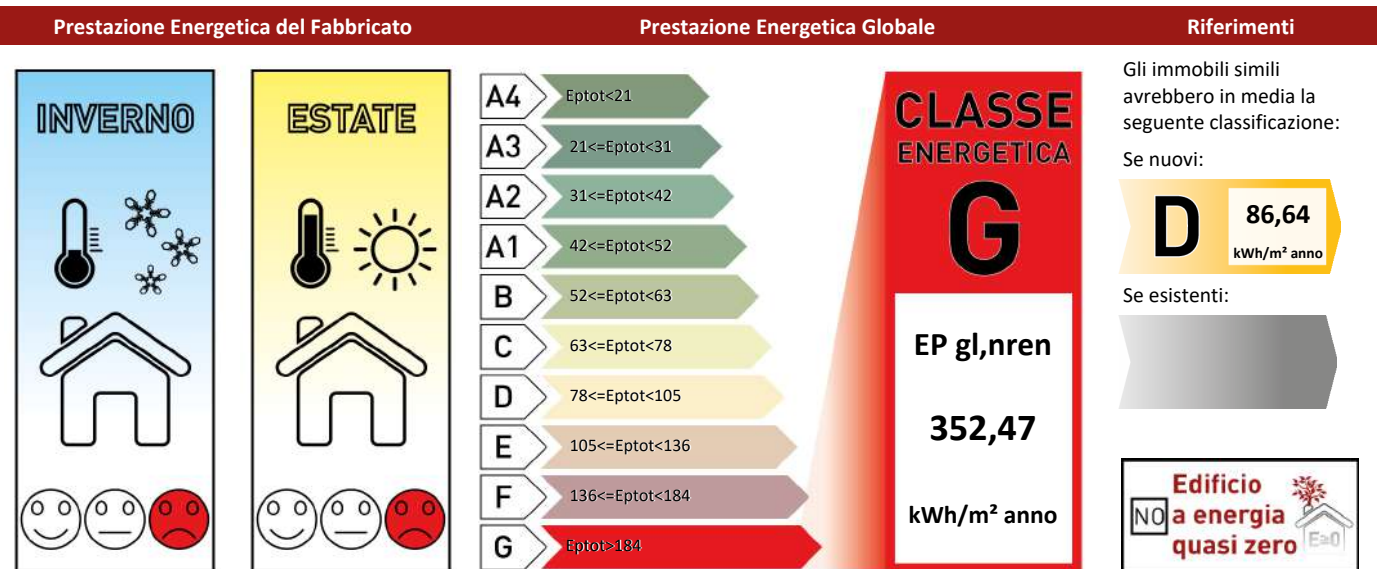 Prestazione Energetica del Fabbricato
Prestazione Energetica Globale
Riferimenti
INVERNO
ESTATE
A4
Eptot<21
A3
21<=Eptot<31
A2
31<=Eptot<42
A1
42<=Eptot<52
B
52<=Eptot<63
C
63<=Eptot<78
D
78<=Eptot<105
E
105<=Eptot<136
F
136<=Eptot<184
G
Eptot>184
CLASSE
ENERGETICA
G
EP gl,nren
352,47
kWh/m² anno
Gli immobili simili
avrebbero in media la
seguente classificazione:
Se nuovi:
D
86,64
kWh/m² anno
Se esistenti:
Edificio
NO a energia
quasi zero
E≥0